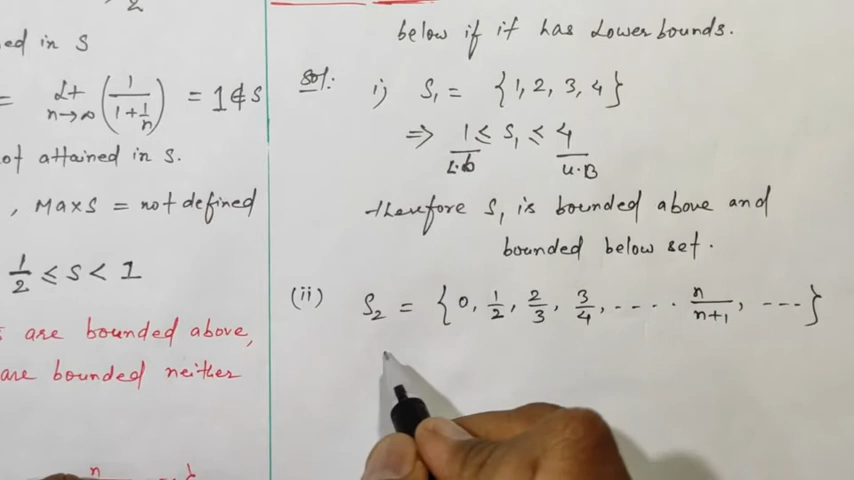 2
ed in S
= Lt n→∞ (1/(1+1/n)) = 1∉S
ot attained in S.
, Max S = not defined
1/2 ≤ S < 1
are bounded above,
are bounded neither
n
below if it has Lower bounds.
Sol:
i) S₁ = {1, 2, 3, 4}
⇒ 1 ≤ S₁ ≤ 4
L.b U.B
therefore S₁ is bounded above and
bounded below set.
(ii) S₂ = {0, 1/2, 2/3, 3/4, ..... n/(n+1), ---}